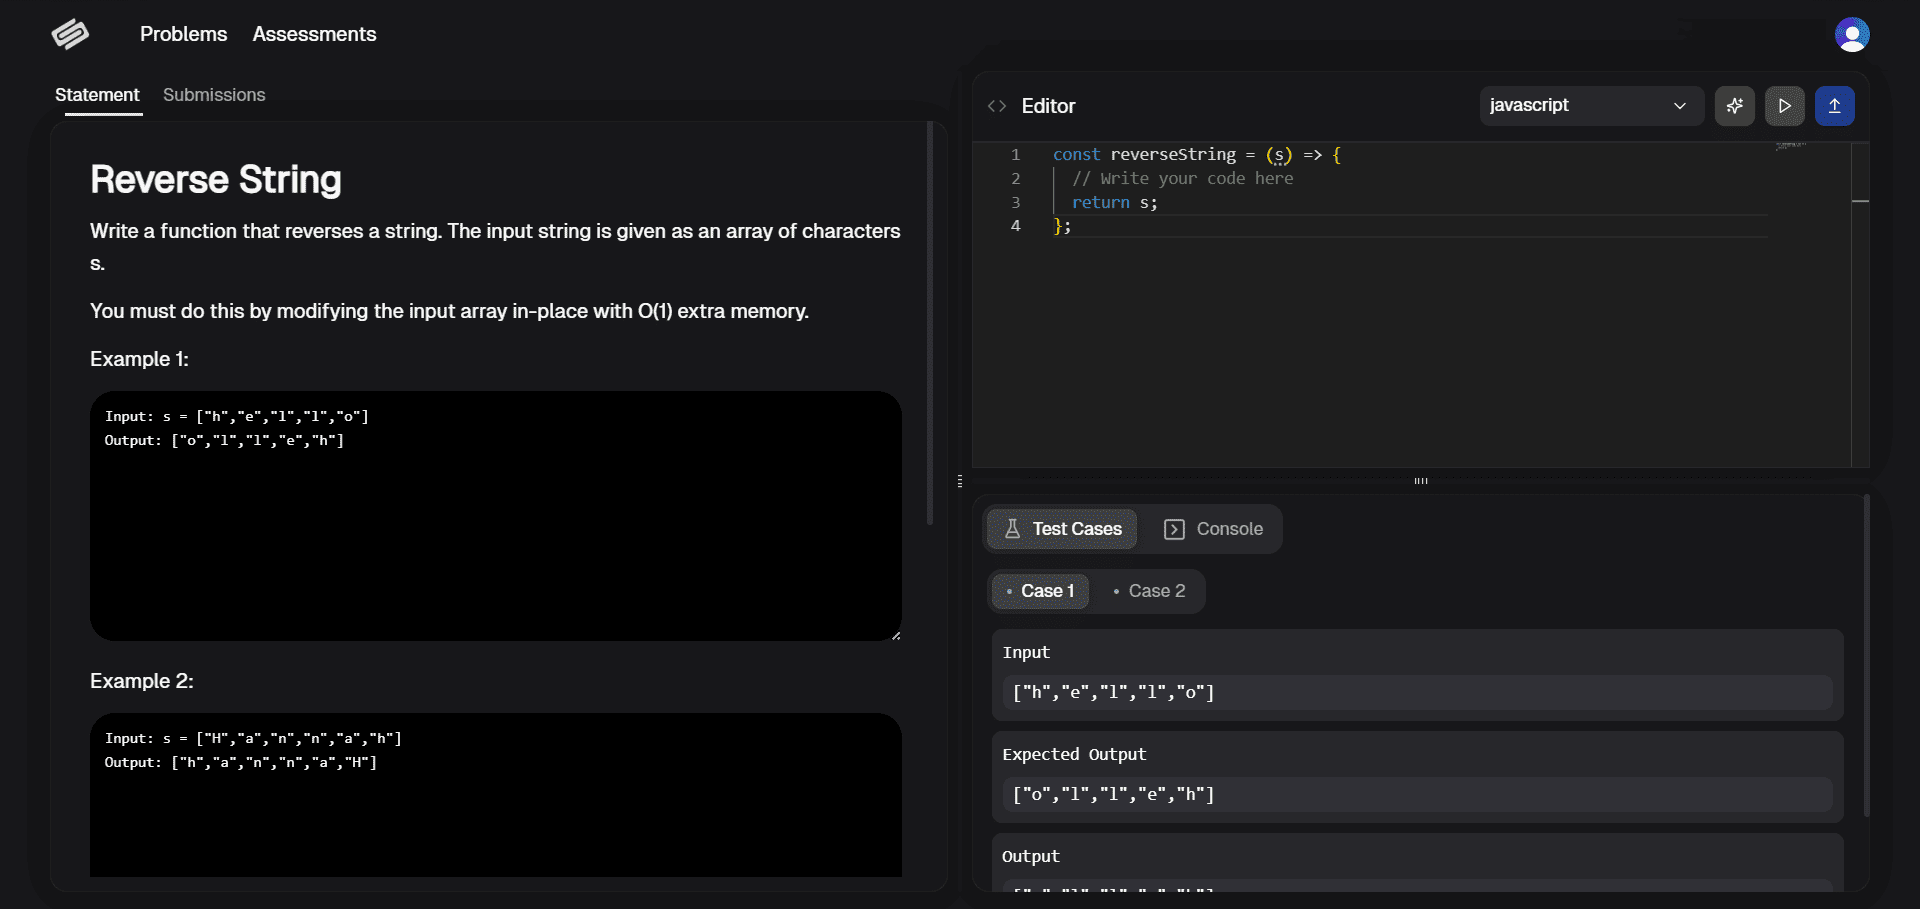 Problems
Assessments
Statement
Submissions
Reverse String
Write a function that reverses a string. The input string is given as an array of characters
s.
You must do this by modifying the input array in-place with O(1) extra memory.
Example 1:
Input: s = ["h","e","l","l","o"]
Output: ["o","l","l","e","h"]
Example 2:
Input: s = ["H","a","n","n","a","h"]
Output: ["h","a","n","n","a","H"]
Editor
javascript
1 const reverseString = (s) => {
2 // Write your code here
3 return s;
4 };
Test Cases
Console
Case 1
Case 2
Input
["h","e","l","l","o"]
Expected Output
["o","l","l","e","h"]
Output